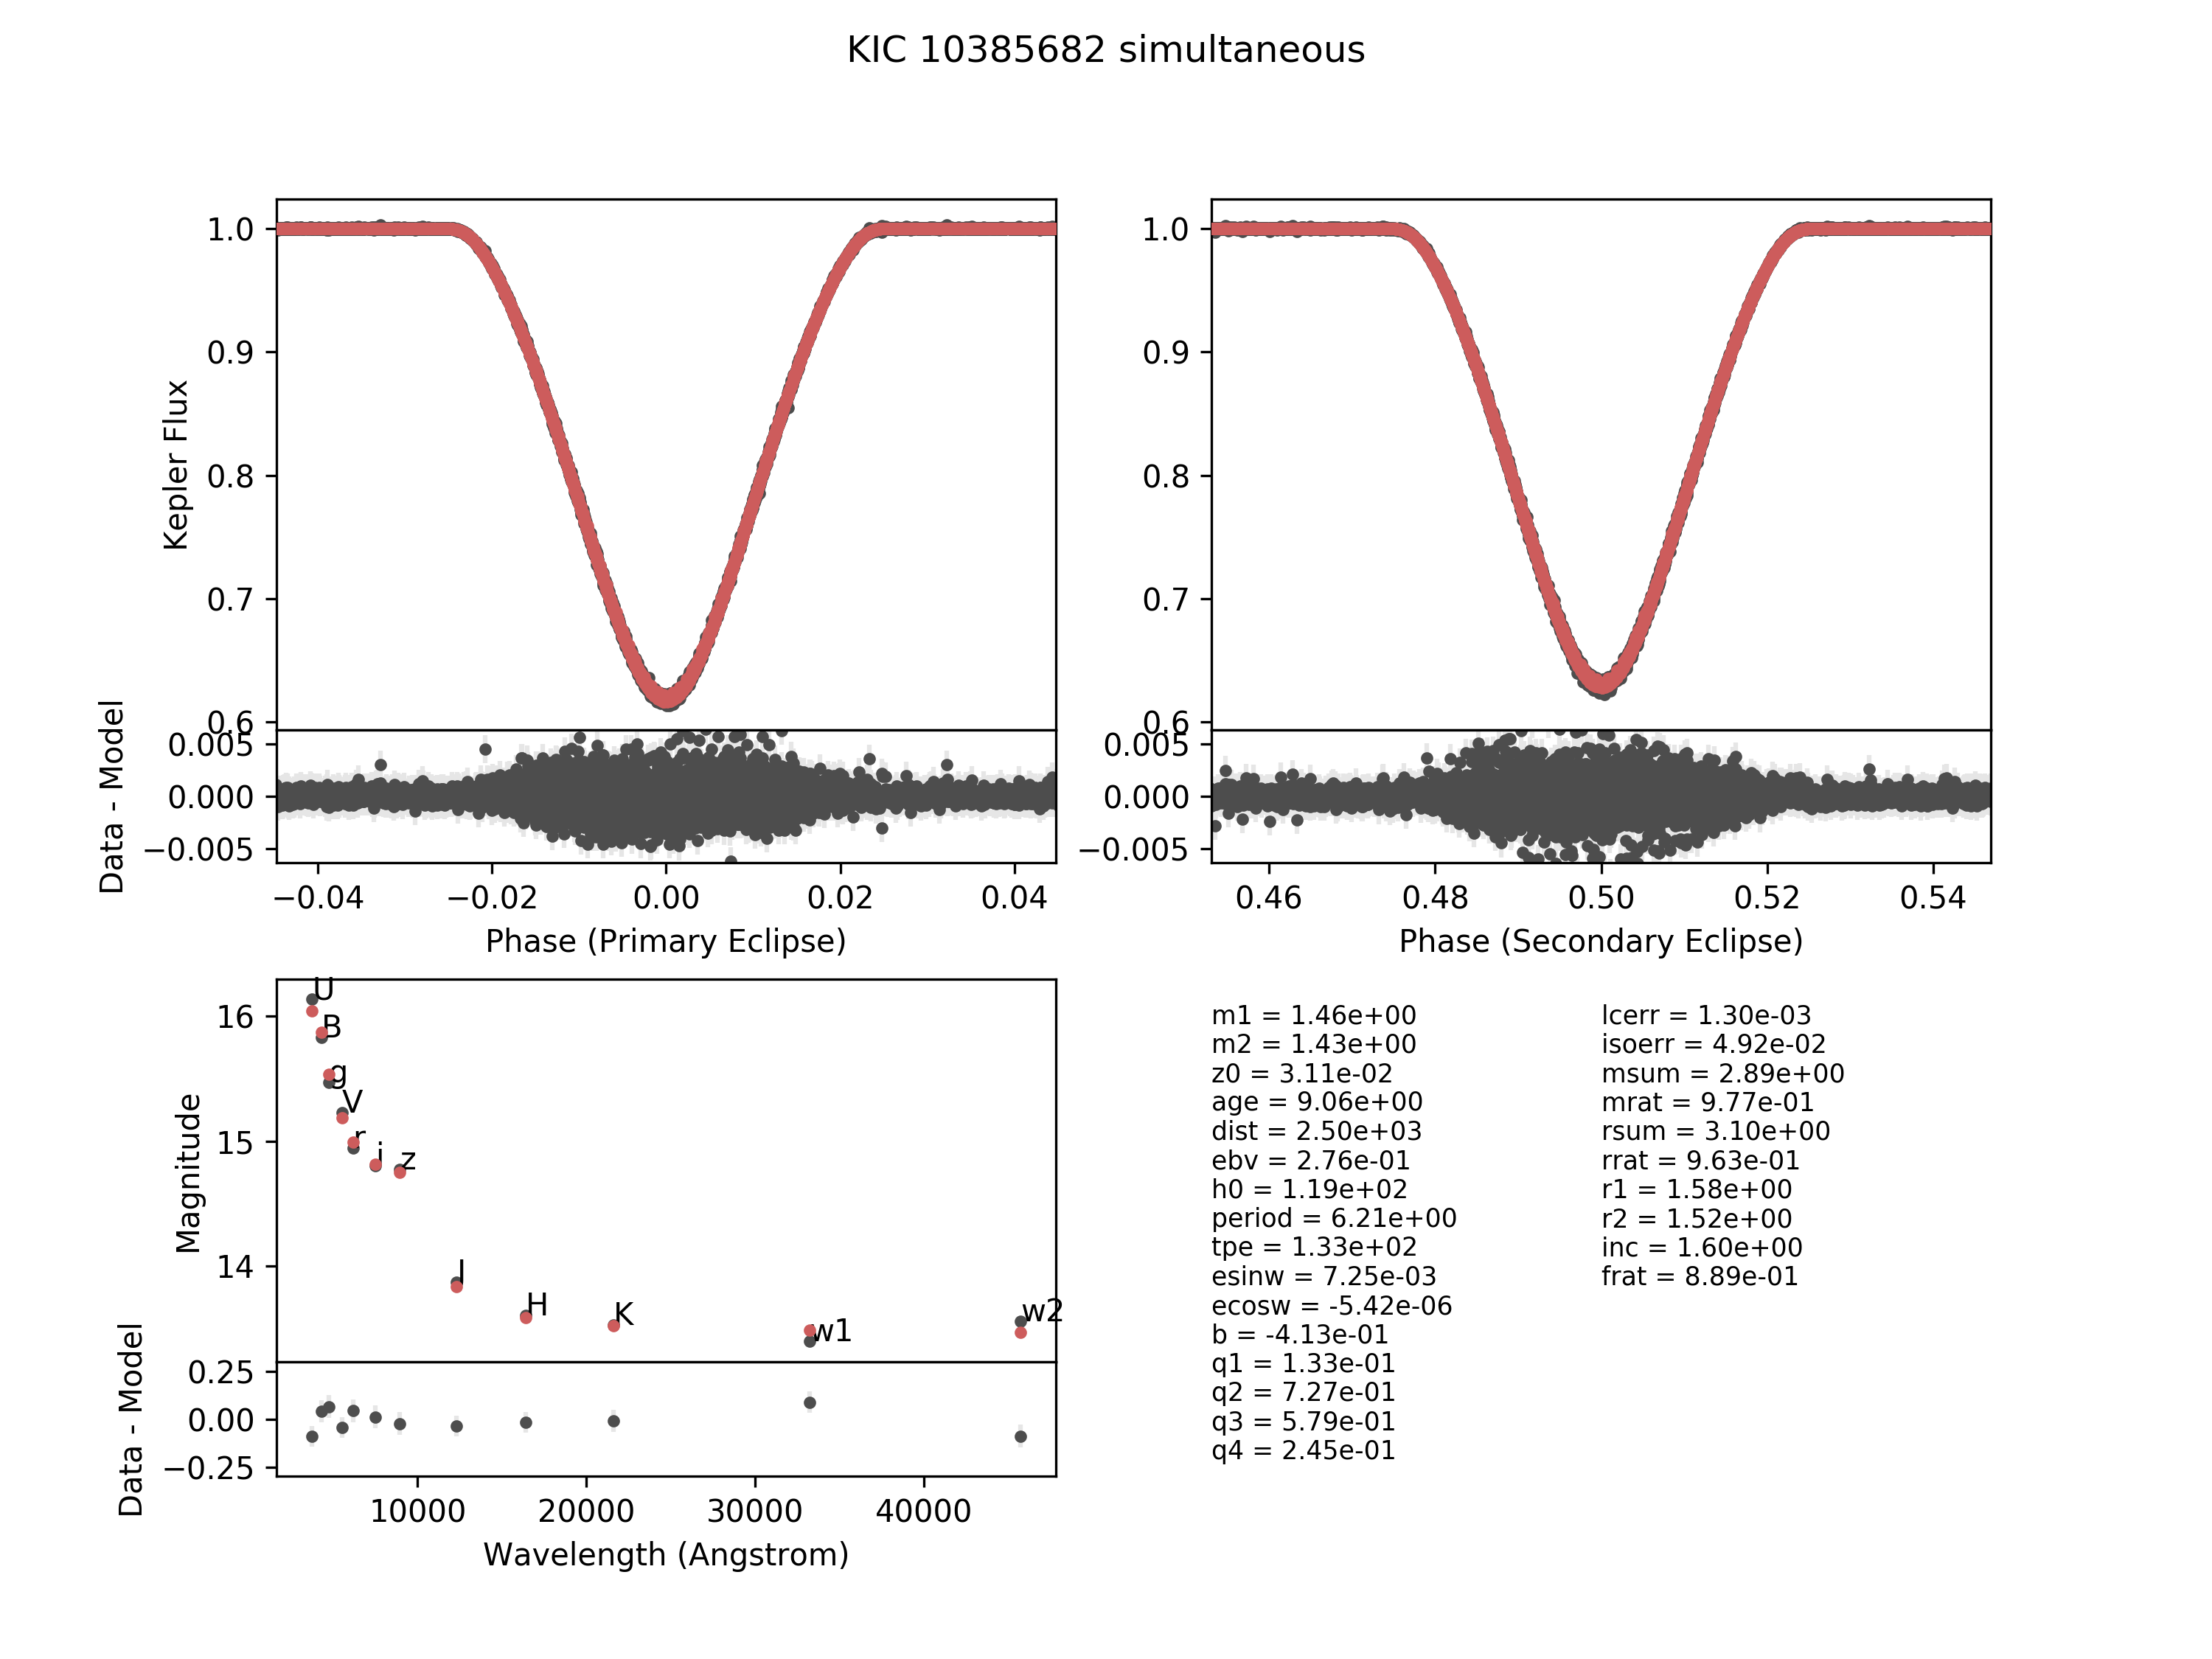 KIC 10385682 simultaneous
Kepler Flux
1.0
0.9
0.8
0.7
0.6
1.0
0.9
0.8
0.7
0.6
Data - Model
0.005
0.000
−0.005
0.005
0.000
−0.005
−0.04 −0.02 0.00 0.02 0.04
Phase (Primary Eclipse)
0.46 0.48 0.50 0.52 0.54
Phase (Secondary Eclipse)
Magnitude
16
15
14
U
B
g
V
r
i
z
J
H
K
w1
w2
Data - Model
0.25
0.00
−0.25
10000 20000 30000 40000
Wavelength (Angstrom)
m1 = 1.46e+00
m2 = 1.43e+00
z0 = 3.11e-02
age = 9.06e+00
dist = 2.50e+03
ebv = 2.76e-01
h0 = 1.19e+02
period = 6.21e+00
tpe = 1.33e+02
esinw = 7.25e-03
ecosw = -5.42e-06
b = -4.13e-01
q1 = 1.33e-01
q2 = 7.27e-01
q3 = 5.79e-01
q4 = 2.45e-01
lcerr = 1.30e-03
isoerr = 4.92e-02
msum = 2.89e+00
mrat = 9.77e-01
rsum = 3.10e+00
rrat = 9.63e-01
r1 = 1.58e+00
r2 = 1.52e+00
inc = 1.60e+00
frat = 8.89e-01